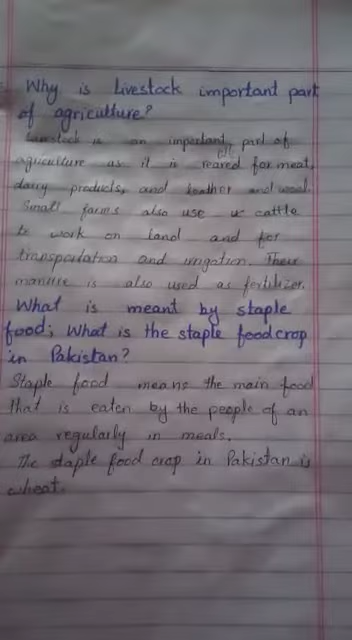 Why is Livestock important part
of agriculture?
Livestock is an important part of
agriculture as it is reared for meat,
dairy products, and leather and wool.
Small farms also use cattle
to work on land and for
transportation and irrigation. Their
manure is also used as fertilizer.
What is meant by staple
food; What is the staple food crop
in Pakistan?
Staple food means the main food
that is eaten by the people of an
area regularly in meals.
The staple food crop in Pakistan is
wheat.